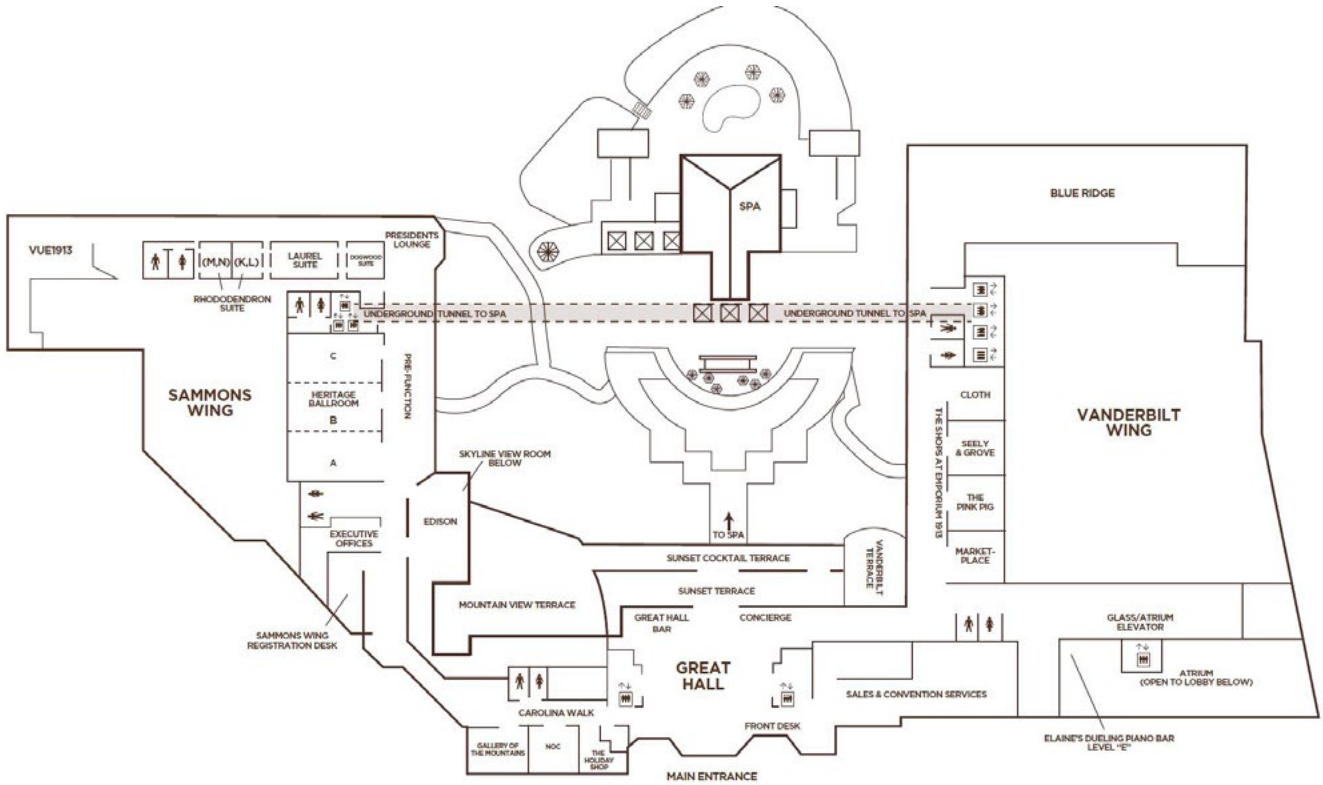 SPA
BLUE RIDGE
VUE1913
PRESIDENTS
LOUNGE
(M,N)
(K,L)
LAUREL
SUITE
DOGWOOD
SUITE
RHODODENDRON
SUITE
UNDERGROUND TUNNEL TO SPA
UNDERGROUND TUNNEL TO SPA
C
PRE-FUNCTION
SAMMONS
WING
HERITAGE
BALLROOM
B
A
CLOTH
THE SHOPS AT EMPORIUM 1913
VANDERBILT
WING
SEELY
& GROVE
THE
PINK PIG
MARKET-
PLACE
SKYLINE VIEW ROOM
BELOW
EDISON
EXECUTIVE
OFFICES
TO SPA
SUNSET COCKTAIL TERRACE
VANDERBILT
TERRACE
SUNSET TERRACE
MOUNTAIN VIEW TERRACE
GREAT HALL
BAR
CONCIERGE
SAMMONS WING
REGISTRATION DESK
GLASS/ATRIUM
ELEVATOR
GREAT
HALL
ATRIUM
(OPEN TO LOBBY BELOW)
SALES & CONVENTION SERVICES
CAROLINA WALK
FRONT DESK
GALLERY OF
THE MOUNTAINS
NOC
THE
HOLIDAY
SHOP
ELAINE'S DUELING PIANO BAR
LEVEL "E"
MAIN ENTRANCE